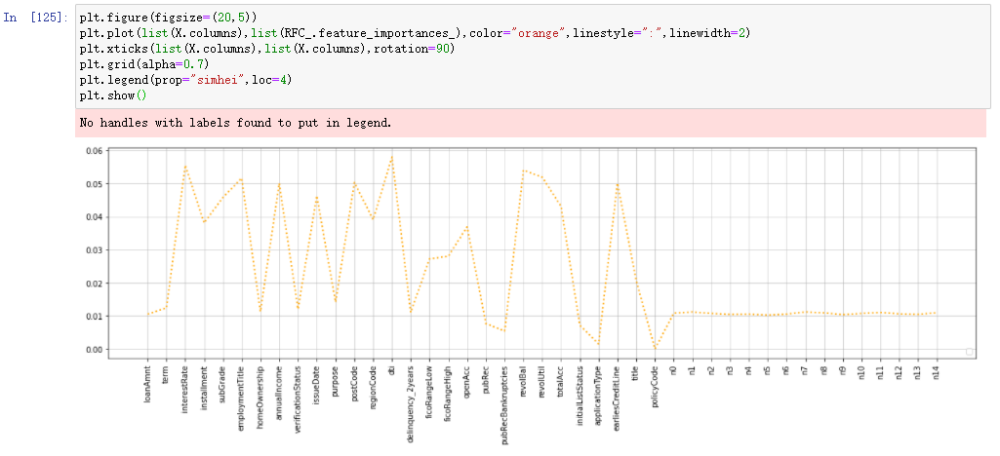 In [125]:
plt.figure(figsize=(20,5))
plt.plot(list(X.columns),list(RFC_.feature_importances_),color="orange",linestyle=":",linewidth=2)
plt.xticks(list(X.columns),list(X.columns),rotation=90)
plt.grid(alpha=0.7)
plt.legend(prop="simhei",loc=4)
plt.show()
No handles with labels found to put in legend.
0.06
0.05
0.04
0.03
0.02
0.01
0.00
loanAmnt
term
interestRate
installment
subGrade
employmentTitle
homeOwnership
annualIncome
verificationStatus
issueDate
purpose
postCode
regionCode
dti
delinquency_2years
ficoRangeLow
ficoRangeHigh
openAcc
pubRec
pubRecBankruptcies
revolBal
revolUtil
totalAcc
initialListStatus
applicationType
earliesCreditLine
title
policyCode
n0
n1
n2
n3
n4
n5
n6
n7
n8
n9
n10
n11
n12
n13
n14